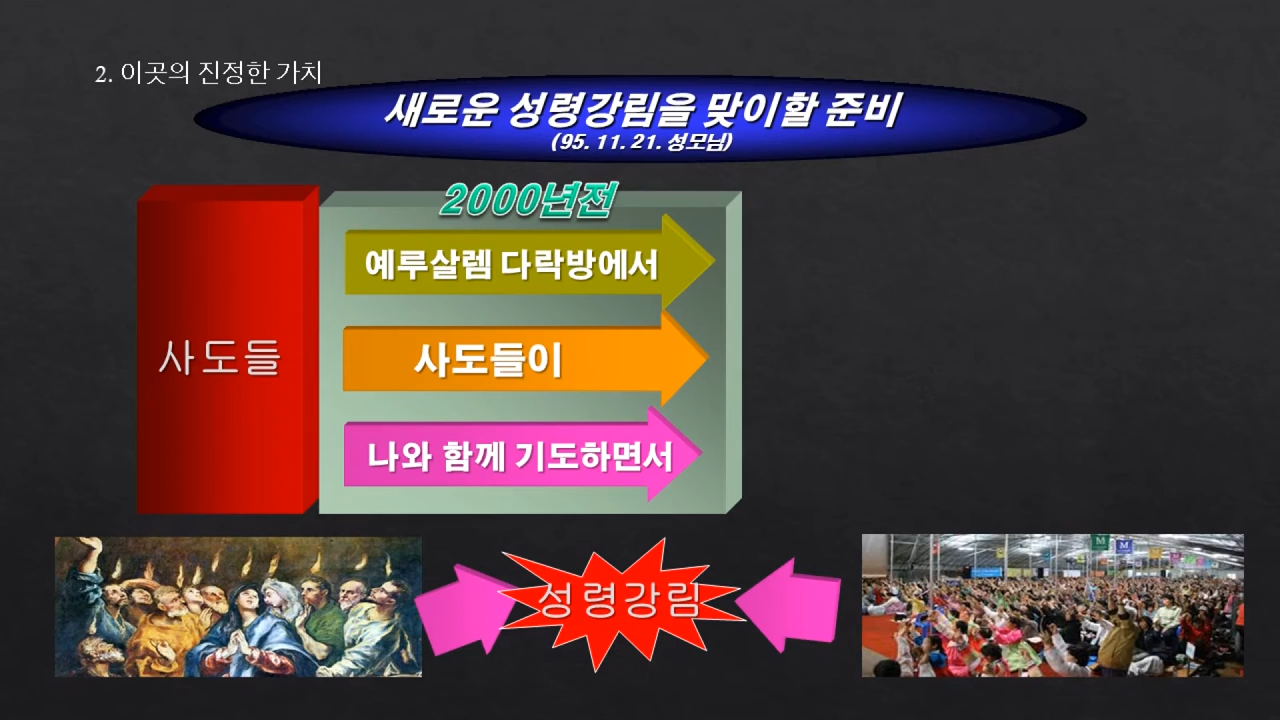 2. 이곳의 진정한 가치
새로운 성령강림을 맞이할 준비
(95. 11. 21. 성모님)
2000년전
예루살렘 다락방에서
사도들
사도들이
나와 함께 기도하면서
성령강림
M
M